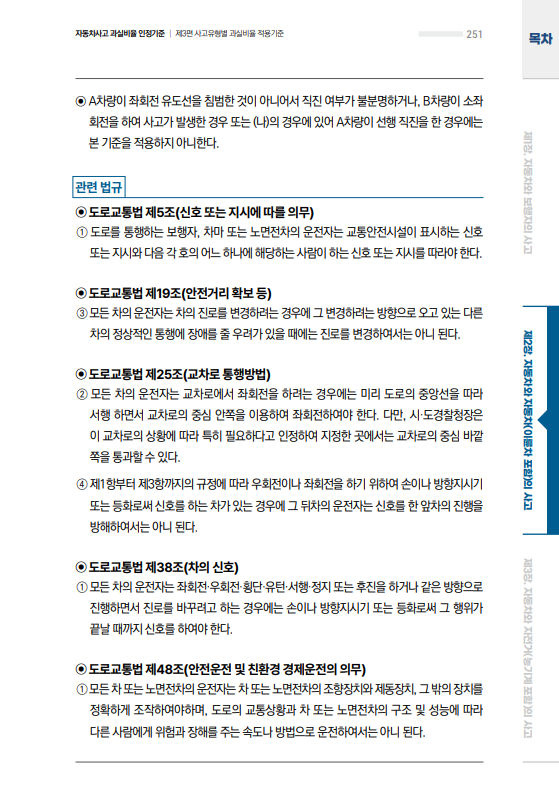 자동차사고 과실비율 인정기준 | 제3편 사고유형별 과실비율 적용기준
251
목차
◉ A차량이 좌회전 유도선을 침범한 것이 아니어서 직진 여부가 불분명하거나, B차량이 소좌
회전을 하여 사고가 발생한 경우 또는 (나)의 경우에 있어 A차량이 선행 직진을 한 경우에는
본 기준을 적용하지 아니한다.
관련 법규
◉ 도로교통법 제5조(신호 또는 지시에 따를 의무)
① 도로를 통행하는 보행자, 차마 또는 노면전차의 운전자는 교통안전시설이 표시하는 신호
또는 지시와 다음 각 호의 어느 하나에 해당하는 사람이 하는 신호 또는 지시를 따라야 한다.
◉ 도로교통법 제19조(안전거리 확보 등)
③ 모든 차의 운전자는 차의 진로를 변경하려는 경우에 그 변경하려는 방향으로 오고 있는 다른
차의 정상적인 통행에 장애를 줄 우려가 있을 때에는 진로를 변경하여서는 아니 된다.
◉ 도로교통법 제25조(교차로 통행방법)
② 모든 차의 운전자는 교차로에서 좌회전을 하려는 경우에는 미리 도로의 중앙선을 따라
서행 하면서 교차로의 중심 안쪽을 이용하여 좌회전하여야 한다. 다만, 시·도경찰청장은
이 교차로의 상황에 따라 특히 필요하다고 인정하여 지정한 곳에서는 교차로의 중심 바깥
쪽을 통과할 수 있다.
④ 제1항부터 제3항까지의 규정에 따라 우회전이나 좌회전을 하기 위하여 손이나 방향지시기
또는 등화로써 신호를 하는 차가 있는 경우에 그 뒤차의 운전자는 신호를 한 앞차의 진행을
방해하여서는 아니 된다.
◉ 도로교통법 제38조(차의 신호)
① 모든 차의 운전자는 좌회전·우회전·횡단·유턴·서행·정지 또는 후진을 하거나 같은 방향으로
진행하면서 진로를 바꾸려고 하는 경우에는 손이나 방향지시기 또는 등화로써 그 행위가
끝날 때까지 신호를 하여야 한다.
◉ 도로교통법 제48조(안전운전 및 친환경 경제운전의 의무)
① 모든 차 또는 노면전차의 운전자는 차 또는 노면전차의 조향장치와 제동장치, 그 밖의 장치를
정확하게 조작하여야하며, 도로의 교통상황과 차 또는 노면전차의 구조 및 성능에 따라
다른 사람에게 위험과 장해를 주는 속도나 방법으로 운전하여서는 아니 된다.
제1장. 자동차와 보행자의 사고
제2장. 자동차와 자동차(이륜차 포함)의 사고
제3장. 자동차와 자전거(농기계 포함)의 사고